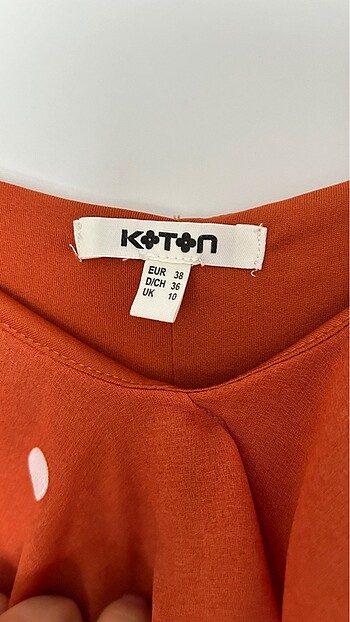 KOTON
EUR 38
D/CH 36
UK 10